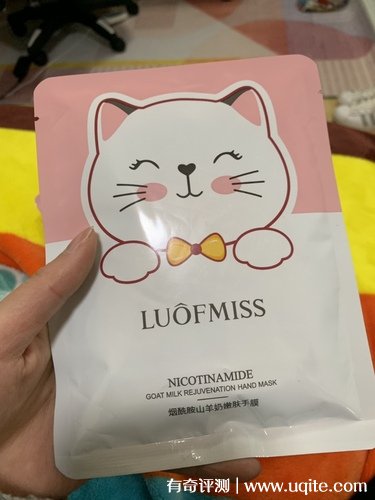 LUÔFMISS
NICOTINAMIDE
GOAT MILK REJUVENATION HAND MASK
烟酰胺山羊奶嫩肤手膜
有奇评测 | www.uqite.com